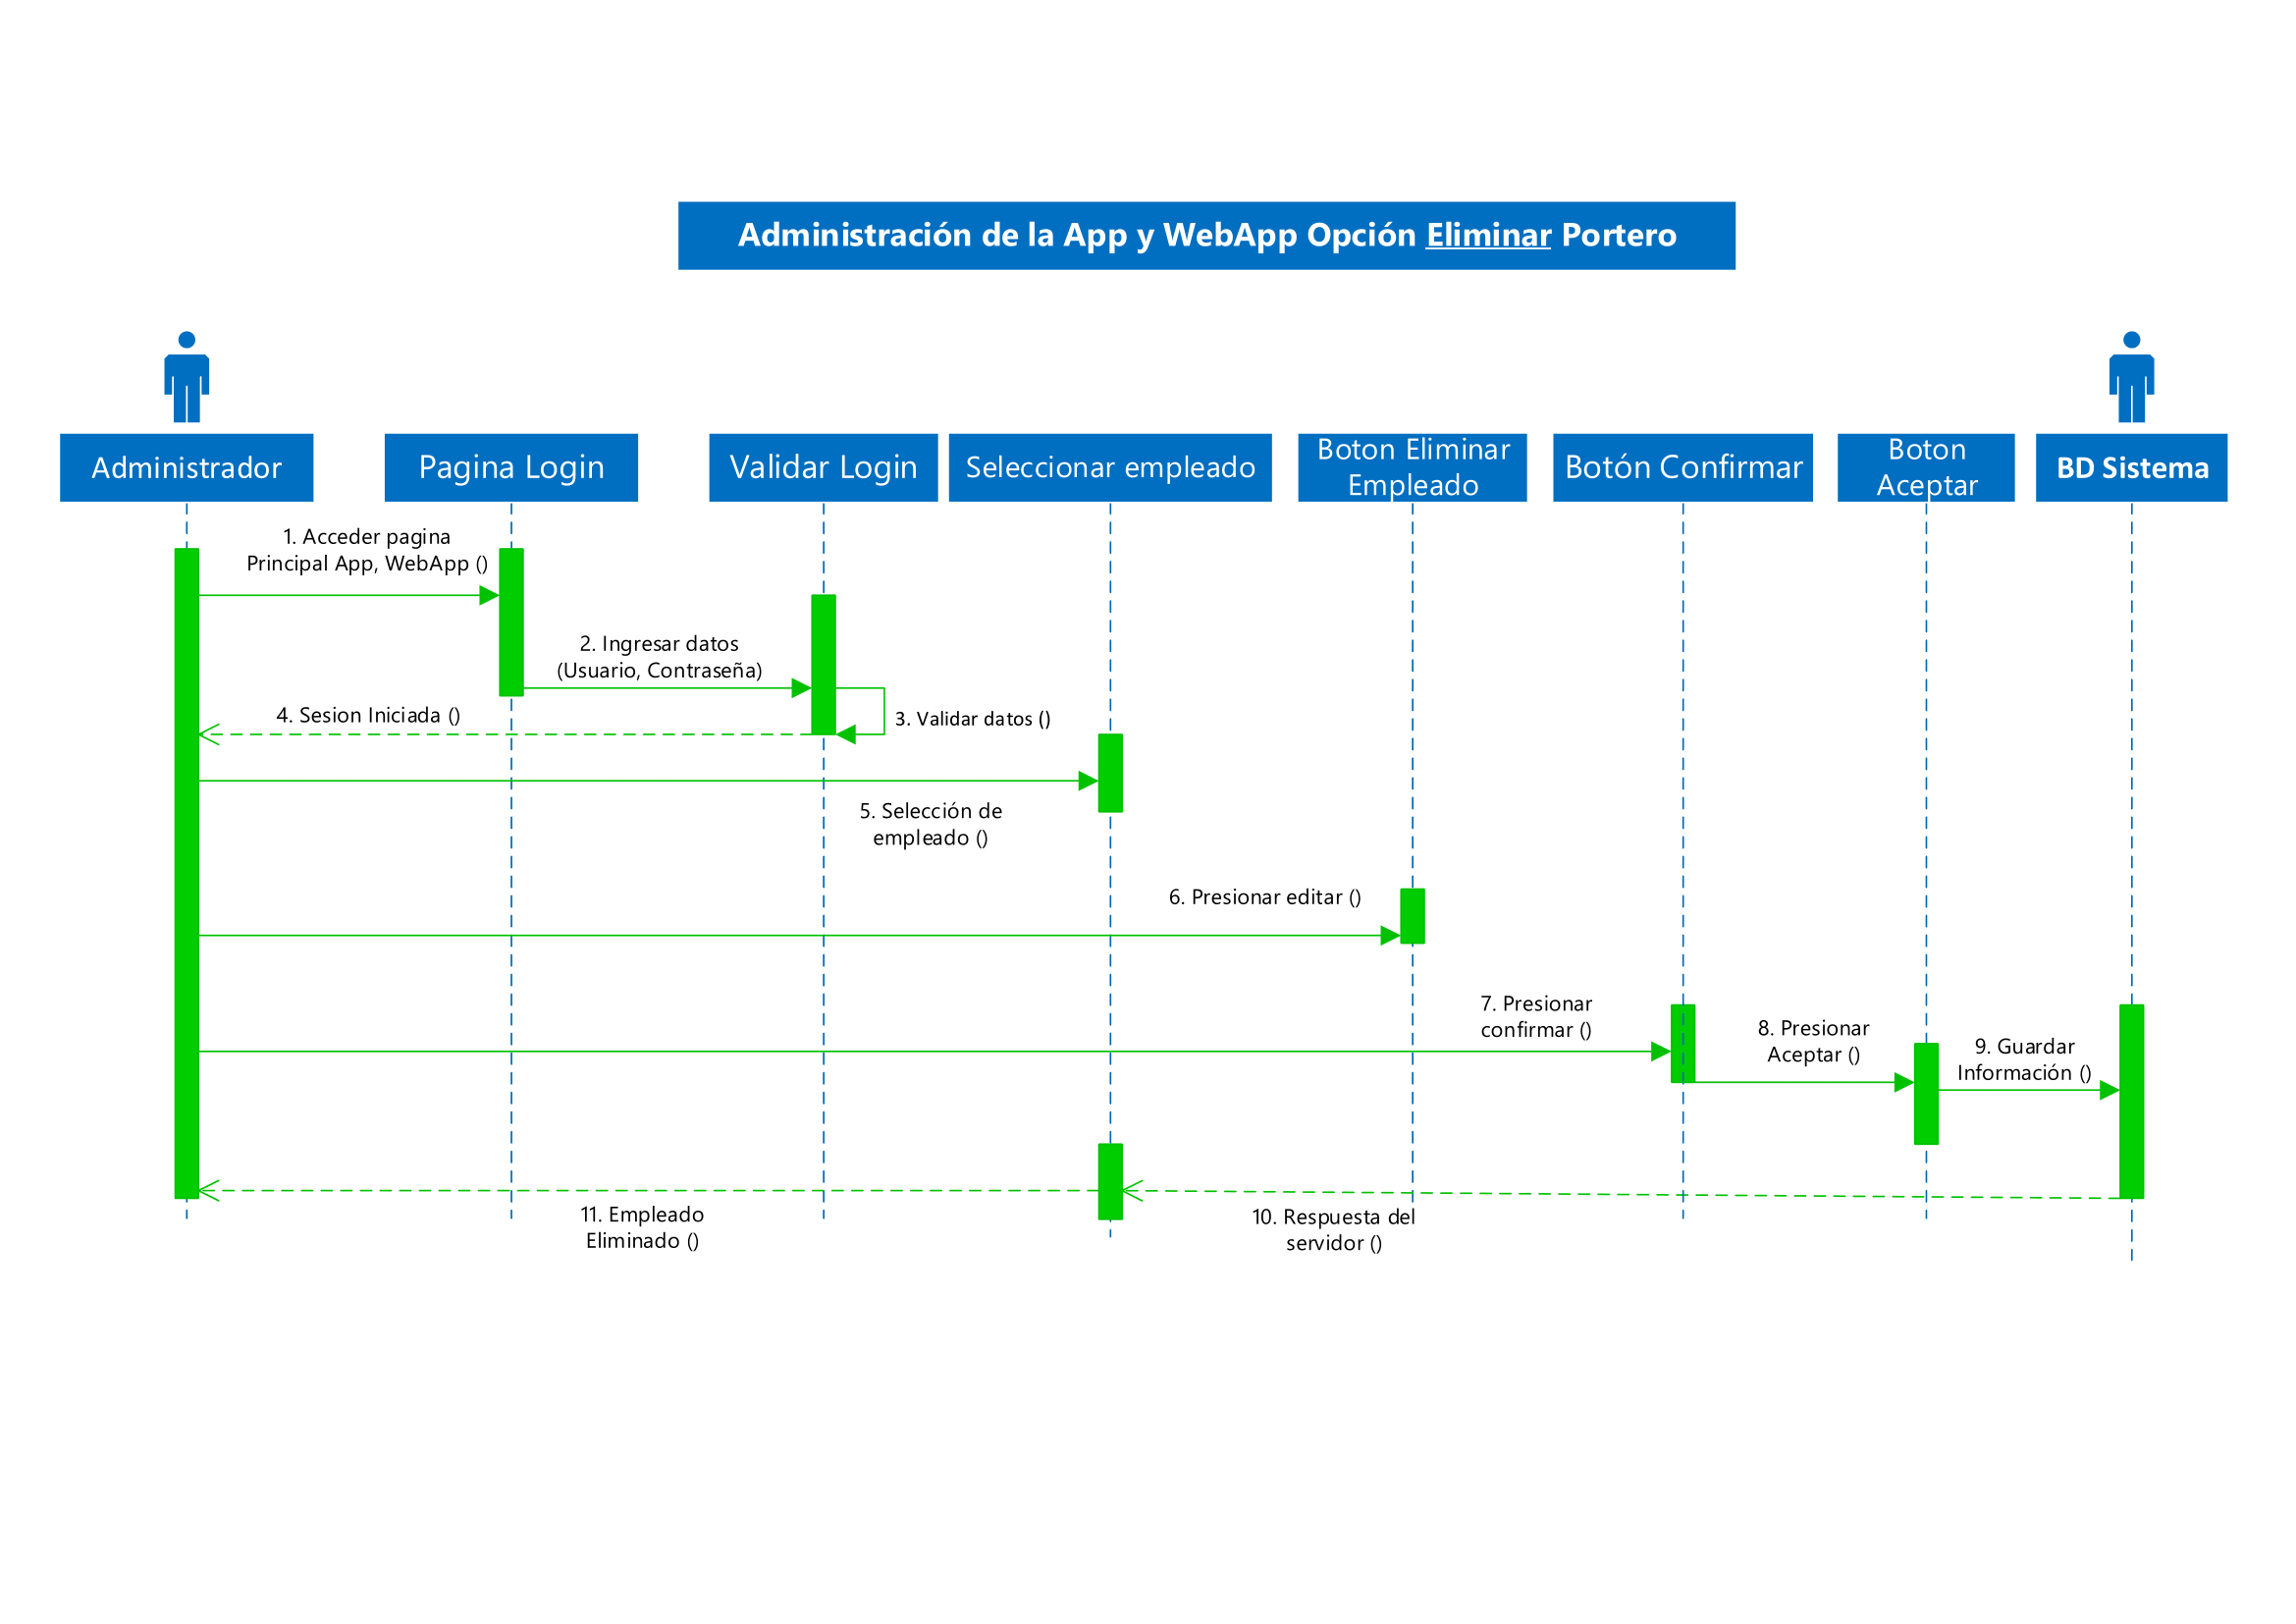 Administración de la App y WebApp Opción Eliminar Portero
Administrador
Pagina Login
Validar Login
Seleccionar empleado
Boton Eliminar
Empleado
Botón Confirmar
Boton
Aceptar
BD Sistema
1. Acceder pagina
Principal App, WebApp ()
2. Ingresar datos
(Usuario, Contraseña)
3. Validar datos ()
4. Sesion Iniciada ()
5. Selección de
empleado ()
6. Presionar editar ()
7. Presionar
confirmar ()
8. Presionar
Aceptar ()
9. Guardar
Información ()
10. Respuesta del
servidor ()
11. Empleado
Eliminado ()